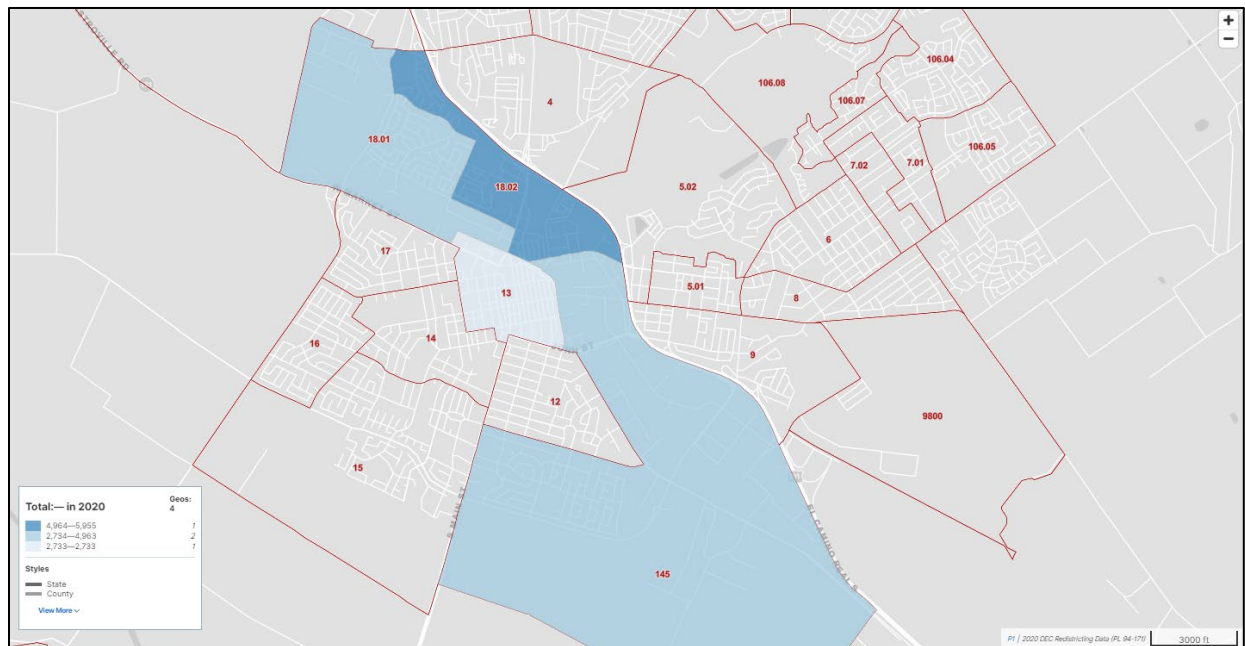 +
−
106.04
106.08
106.07
4
106.05
18.01
7.02
7.01
18.02
5.02
6
17
5.01
13
8
14
16
9
12
9800
15
S MAIN ST
EL CAMINO REAL S
145
Total:— in 2020
Geos:
4
4,964—5,955 1
2,734—4,963 2
2,733—2,733 1
Styles
State
County
View More
P1 | 2020 DEC Redistricting Data (PL 94-171)
3000 ft